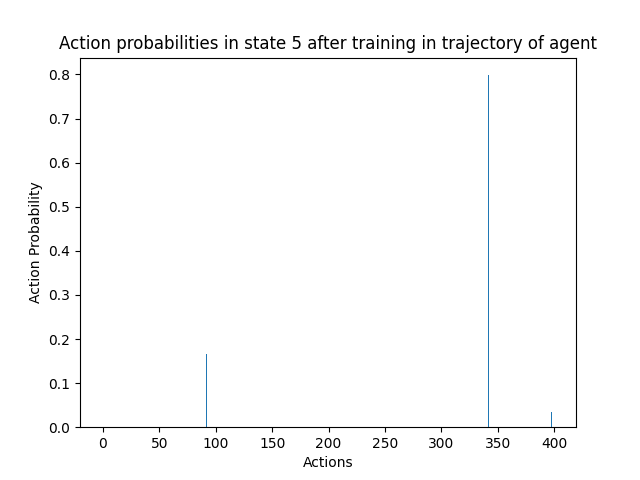 Action probabilities in state 5 after training in trajectory of agent
0.8
0.7
0.6
0.5
0.4
0.3
0.2
0.1
0.0
Action Probability
0 50 100 150 200 250 300 350 400
Actions